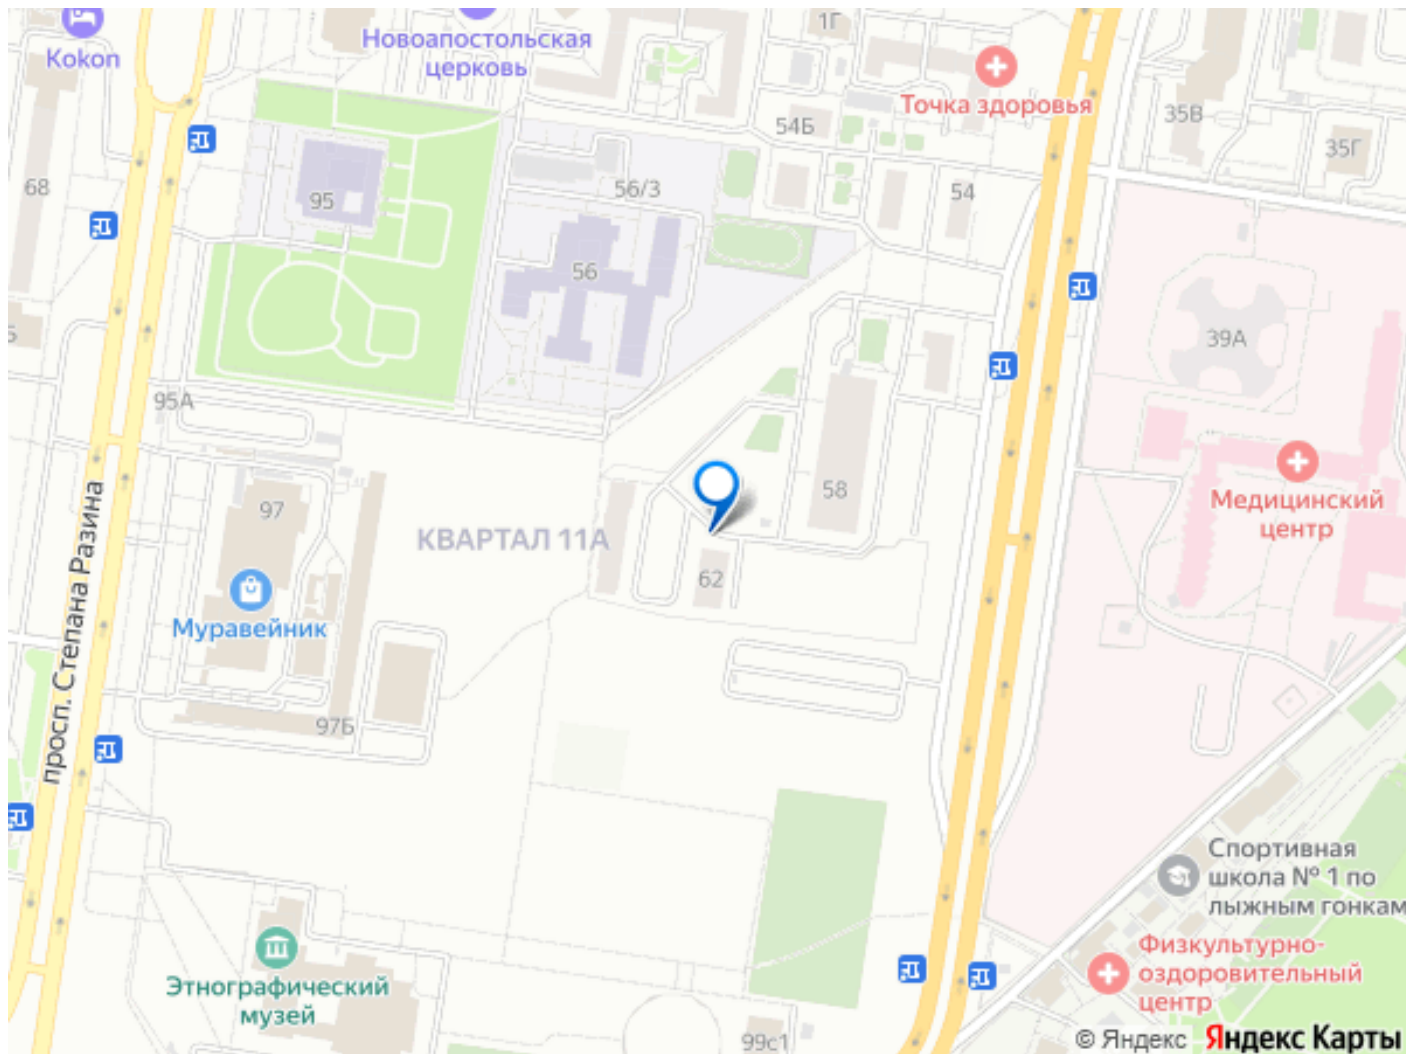 Kokon
Новоапостольская
церковь
1Г
Точка здоровья
54Б
35В
35Г
68
95
56/3
54
56
39А
5
95А
97
КВАРТАЛ 11А
58
Медицинский
центр
62
просп. Степана Разина
Муравейник
97Б
Спортивная
школа № 1 по
лыжным гонкам
Этнографический
музей
Физкультурно-
оздоровительный
центр
99с1
© Яндекс Яндекс Карты